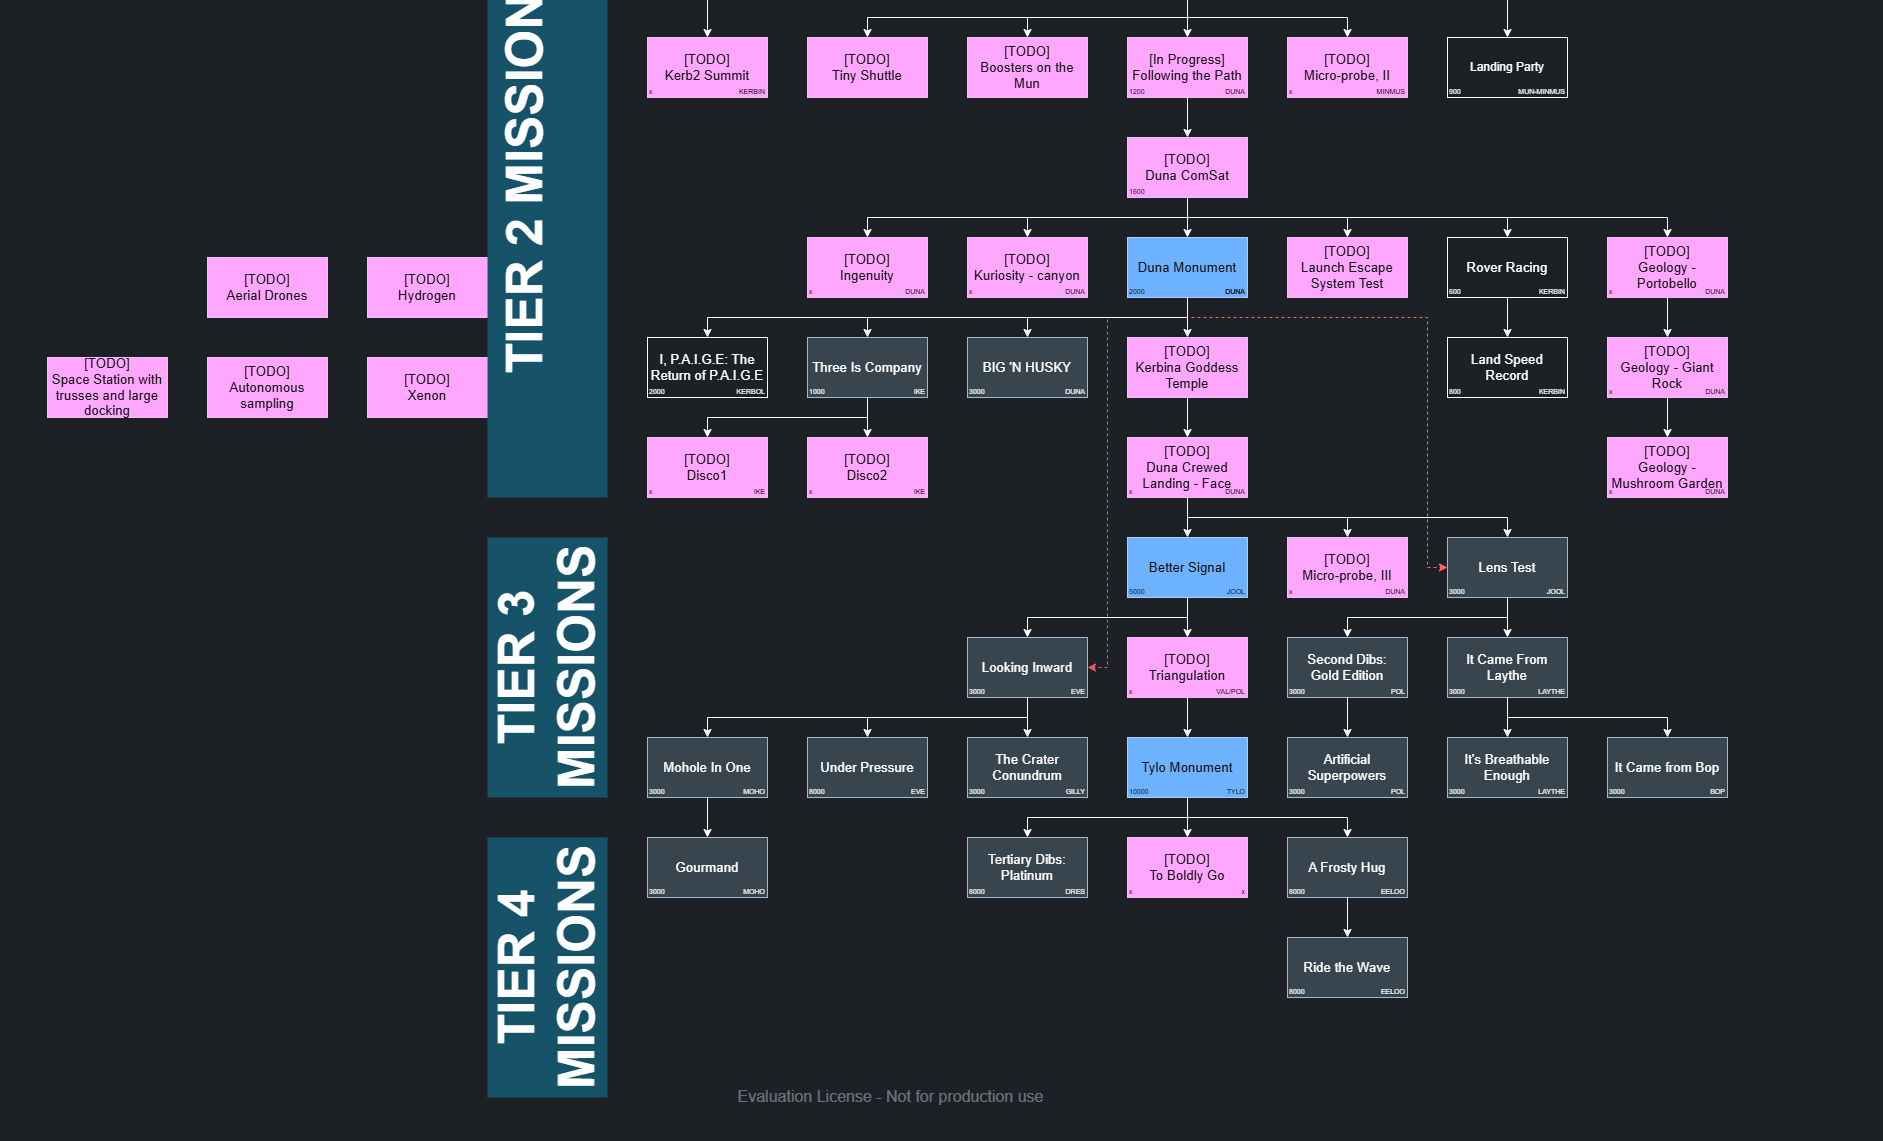 TIER 2 MISSION
[TODO]
Kerb2 Summit
x KERBIN
[TODO]
Tiny Shuttle
[TODO]
Boosters on the
Mun
[In Progress]
Following the Path
1200 DUNA
[TODO]
Micro-probe, II
x MINMUS
Landing Party
900 MUN-MINMUS
[TODO]
Duna ComSat
1600
[TODO]
Aerial Drones
[TODO]
Hydrogen
[TODO]
Ingenuity
x DUNA
[TODO]
Kuriosity - canyon
x DUNA
Duna Monument
2000 DUNA
[TODO]
Launch Escape
System Test
Rover Racing
600 KERBIN
[TODO]
Geology -
Portobello
x DUNA
[TODO]
Space Station with
trusses and large
docking
[TODO]
Autonomous
sampling
[TODO]
Xenon
I, P.A.I.G.E: The
Return of P.A.I.G.E
2000 KERBOL
Three Is Company
1000 IKE
BIG 'N HUSKY
3000 DUNA
[TODO]
Kerbina Goddess
Temple
Land Speed
Record
800 KERBIN
[TODO]
Geology - Giant
Rock
x DUNA
[TODO]
Disco1
x IKE
[TODO]
Disco2
x IKE
[TODO]
Duna Crewed
Landing - Face
x DUNA
[TODO]
Geology -
Mushroom Garden
x DUNA
TIER 3
MISSIONS
Better Signal
5000 JOOL
[TODO]
Micro-probe, III
x DUNA
Lens Test
3000 JOOL
Looking Inward
3000 EVE
[TODO]
Triangulation
x VAL/POL
Second Dibs:
Gold Edition
3000 POL
It Came From
Laythe
3000 LAYTHE
Mohole In One
3000 MOHO
Under Pressure
8000 EVE
The Crater
Conundrum
3000 GILLY
Tylo Monument
10000 TYLO
Artificial
Superpowers
3000 POL
It's Breathable
Enough
3000 LAYTHE
It Came from Bop
3000 BOP
TIER 4
MISSIONS
Gourmand
3000 MOHO
Tertiary Dibs:
Platinum
8000 DRES
[TODO]
To Boldly Go
x x
A Frosty Hug
8000 EELOO
Ride the Wave
8000 EELOO
Evaluation License - Not for production use